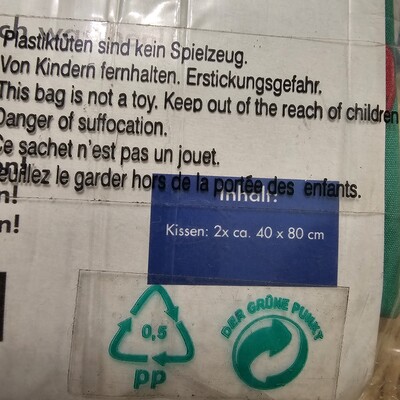 Plastiktüten sind kein Spielzeug.
Von Kindern fernhalten. Erstickungsgefahr.
This bag is not a toy. Keep out of the reach of children
Danger of suffocation.
Ce sachet n'est pas un jouet.
Veuillez le garder hors de la portée des enfants.
en!
n!
n!
Inhalt:
Kissen: 2x ca. 40 x 80 cm
0,5
PP
DER GRÜNE PUNKT